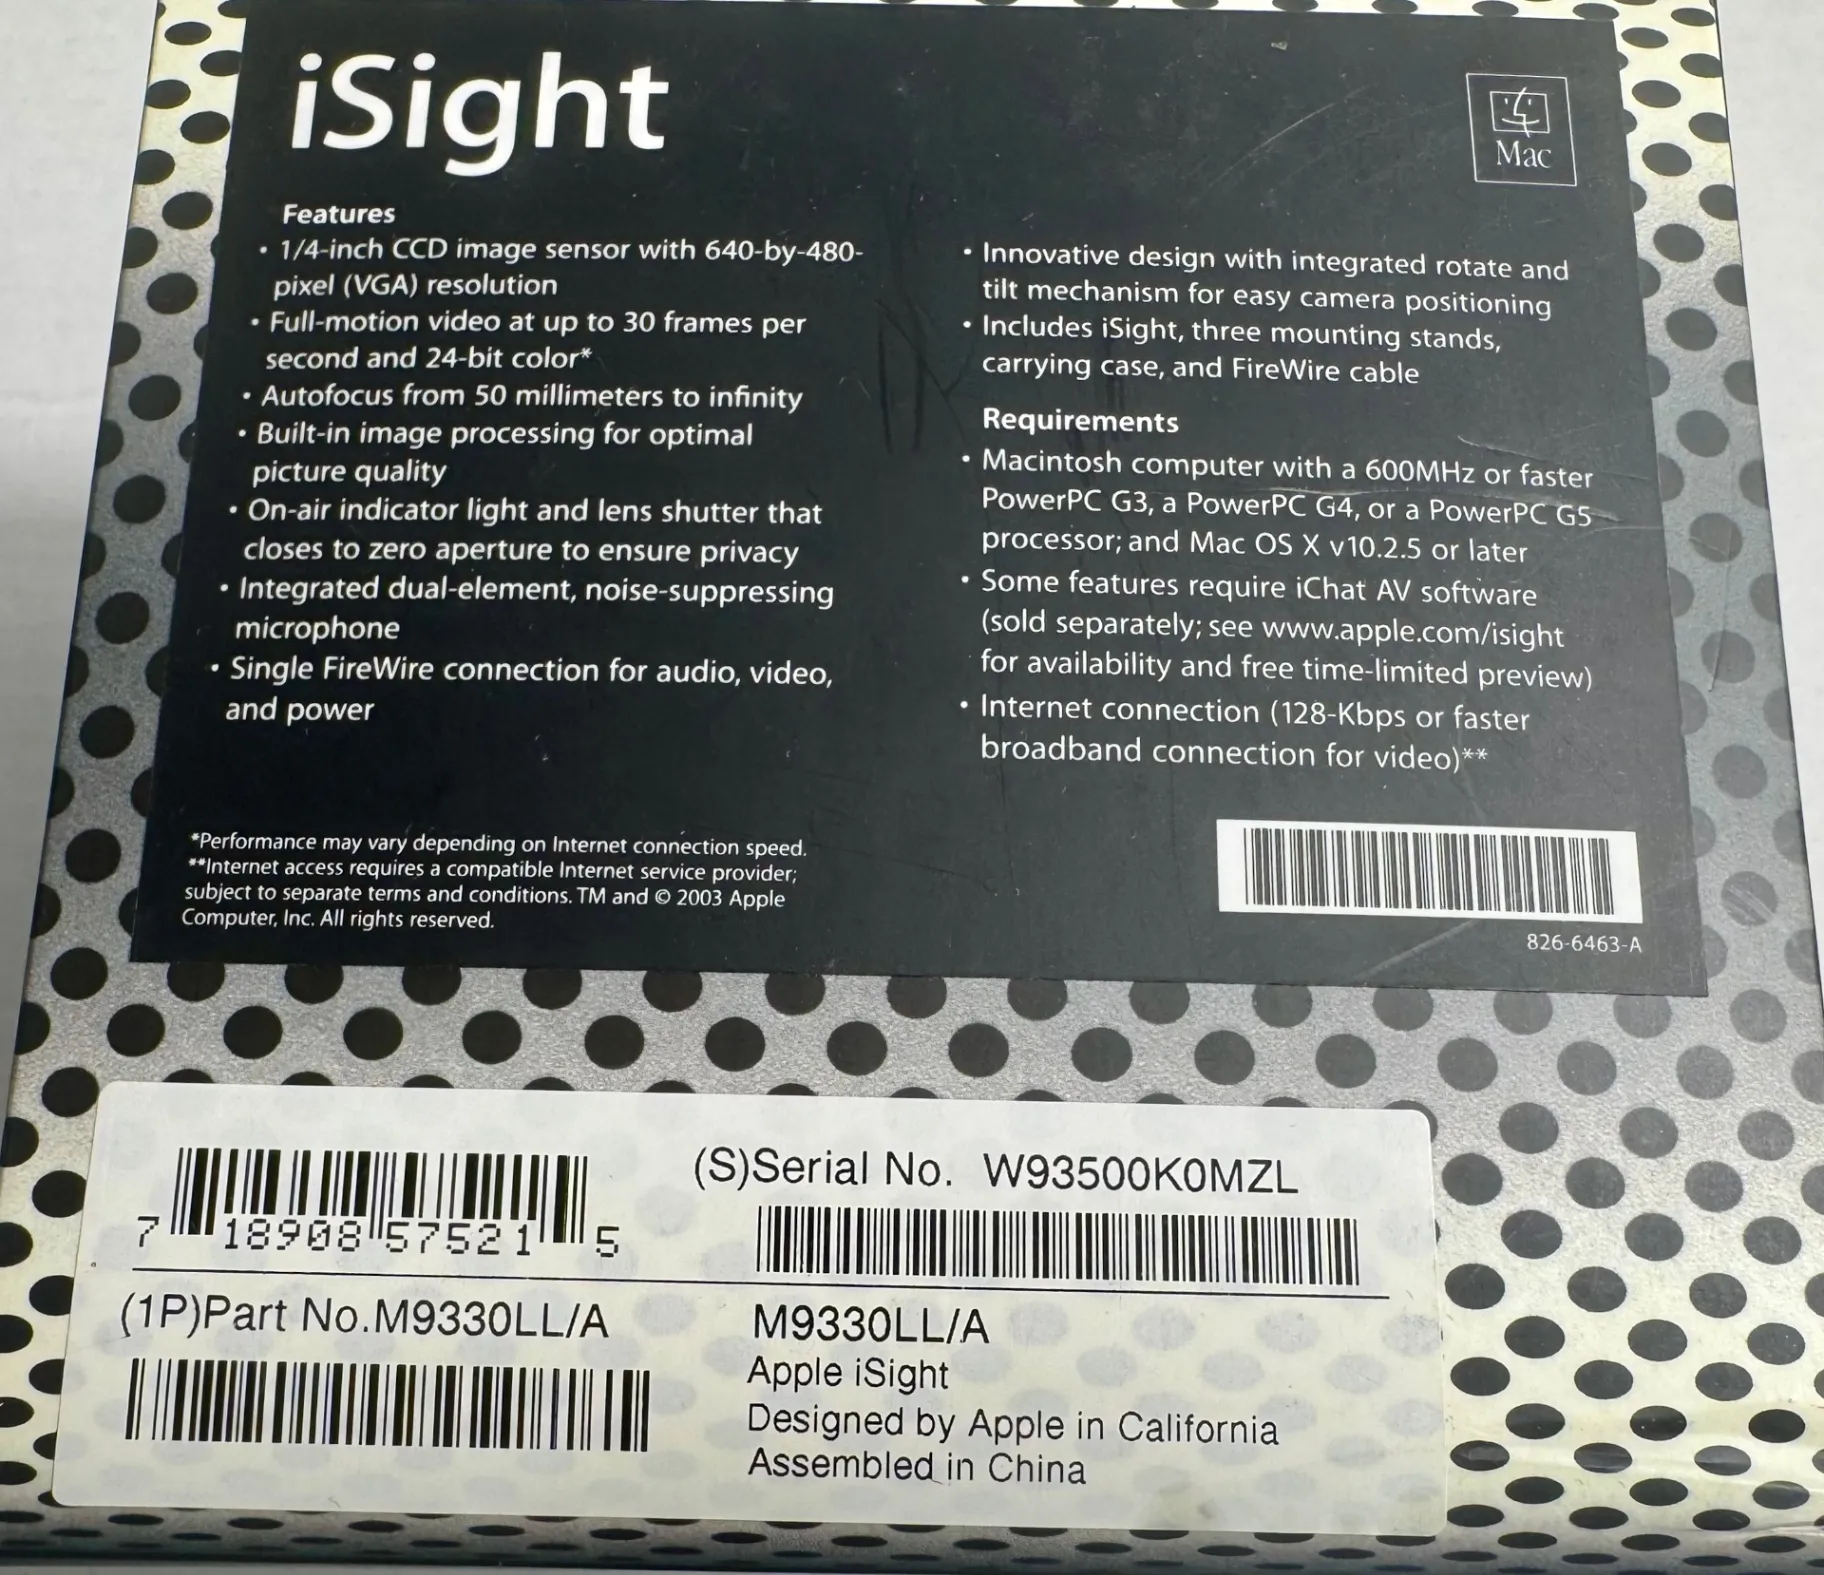 iSight
Mac
Features
• 1/4-inch CCD image sensor with 640-by-480-
pixel (VGA) resolution
• Full-motion video at up to 30 frames per
second and 24-bit color*
• Autofocus from 50 millimeters to infinity
• Built-in image processing for optimal
picture quality
• On-air indicator light and lens shutter that
closes to zero aperture to ensure privacy
• Integrated dual-element, noise-suppressing
microphone
• Single FireWire connection for audio, video,
and power
• Innovative design with integrated rotate and
tilt mechanism for easy camera positioning
• Includes iSight, three mounting stands,
carrying case, and FireWire cable
Requirements
• Macintosh computer with a 600MHz or faster
PowerPC G3, a PowerPC G4, or a PowerPC G5
processor; and Mac OS X v10.2.5 or later
• Some features require iChat AV software
(sold separately; see www.apple.com/isight
for availability and free time-limited preview)
• Internet connection (128-Kbps or faster
broadband connection for video)**
*Performance may vary depending on Internet connection speed.
**Internet access requires a compatible Internet service provider;
subject to separate terms and conditions. TM and © 2003 Apple
Computer, Inc. All rights reserved.
826-6463-A
7 18908 57521 5
(S)Serial No. W93500K0MZL
(1P)Part No.M9330LL/A
M9330LL/A
Apple iSight
Designed by Apple in California
Assembled in China